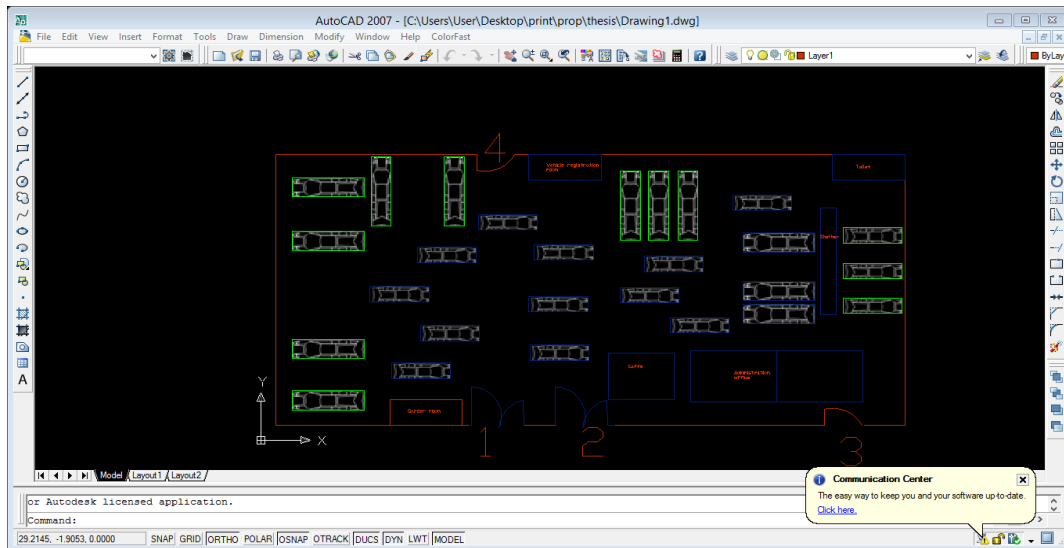 AutoCAD 2007 - [C:\Users\User\Desktop\print\prop\thesis\Drawing1.dwg]
File Edit View Insert Format Tools Draw Dimension Modify Window Help ColorFast
Layer1
ByLay
4
Vehicle registration
room
Toilet
Shelter
Caffe
Administration
office
Garder room
Y
X
1
2
3
Model Layout1 Layout2
or Autodesk licensed application.
Command:
Communication Center
The easy way to keep you and your software up-to-date.
Click here.
29.2145, -1.9053, 0.0000 SNAP GRID ORTHO POLAR OSNAP OTRACK DUCS DYN LWT MODEL